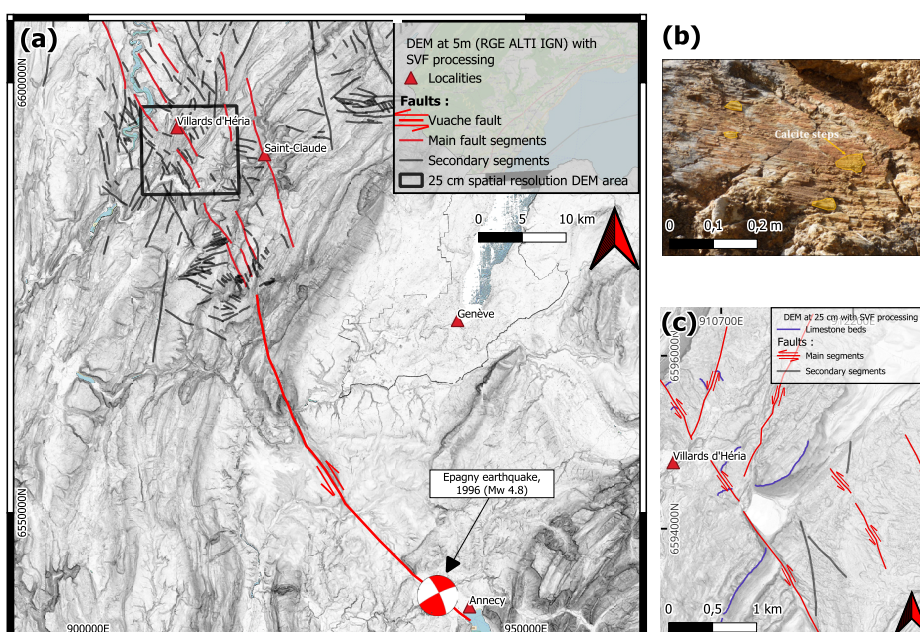 (a)
DEM at 5m (RGE ALTI IGN) with
SVF processing
Localities
Faults :
Vuache fault
Main fault segments
Secondary segments
25 cm spatial resolution DEM area
0 5 10 km
6600000N
Villards d'Héria
Saint-Claude
Genève
6550000N
Epagny earthquake,
1996 (Mw 4.8)
Annecy
900000E
950000E
(b)
Calcite steps
0 0,1 0,2 m
(c)
910700E
DEM at 25 cm with SVF processing
Limestone beds
Faults :
Main segments
Secondary segments
6596000N
Villards d'Héria
6594000N
0 0,5 1 km